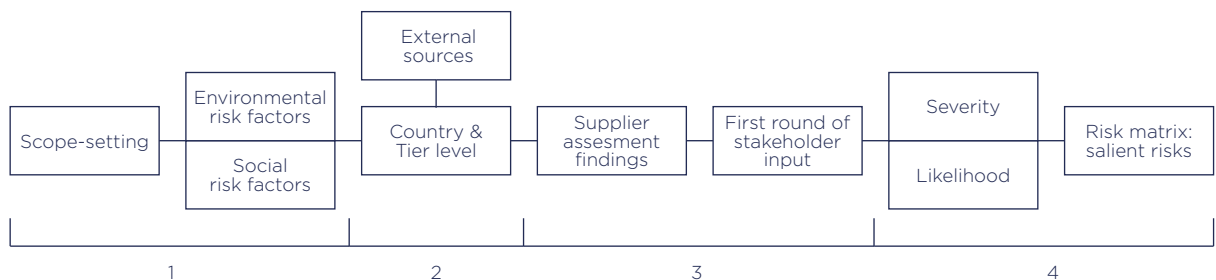 External
sources
Environmental
risk factors
Scope-setting
Social
risk factors
Country &
Tier level
Supplier
assesment
findings
First round of
stakeholder
input
Severity
Likelihood
Risk matrix:
salient risks
1
2
3
4